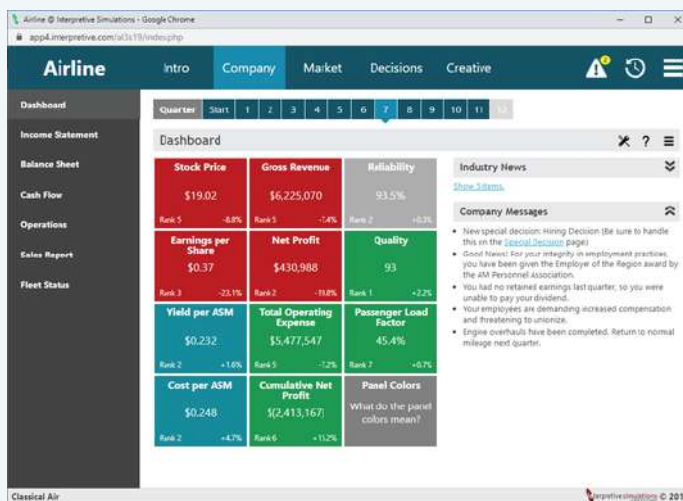 Airline @ Interpretive Simulations - Google Chrome
app4.interpretive.com/al3s19/index.php
Airline
Intro Company Market Decisions Creative
Dashboard
Income Statement
Balance Sheet
Cash Flow
Operations
Sales Report
Fleet Status
Quarter Start 1 2 3 4 5 6 7 8 9 10 11 12
Dashboard
Stock Price
$19.02
Rank 5 -8.8%
Gross Revenue
$6,225,070
Rank 5 -7.4%
Reliability
93.5%
Rank 2 +0.3%
Earnings per
Share
$0.37
Rank 3 -23.1%
Net Profit
$430,988
Rank 2 -19.8%
Quality
93
Rank 1 +2.2%
Yield per ASM
$0.232
Rank 2 +1.6%
Total Operating
Expense
$5,477,547
Rank 5 -7.2%
Passenger Load
Factor
45.4%
Rank 7 +0.7%
Cost per ASM
$0.248
Rank 2 +4.7%
Cumulative Net
Profit
$(2,413,167)
Rank 6 +15.2%
Panel Colors
What do the panel
colors mean?
Industry News
Show 5 items.
Company Messages
New special decision: Hiring Decision (Be sure to handle
this on the Special Decision page)
Good News! For your integrity in employment practices,
you have been given the Employer of the Region award by
the AM Personnel Association.
You had no retained earnings last quarter, so you were
unable to pay your dividend.
Your employees are demanding increased compensation
and threatening to unionize.
Engine overhauls have been completed. Return to normal
mileage next quarter.
Classical Air
interpretivesimulations © 201